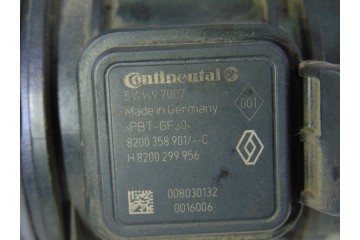 Continental
Made in Germany
001
>PBT-GF30<
8200 358 901/--C
H 8200 299 956
008030132
0016006